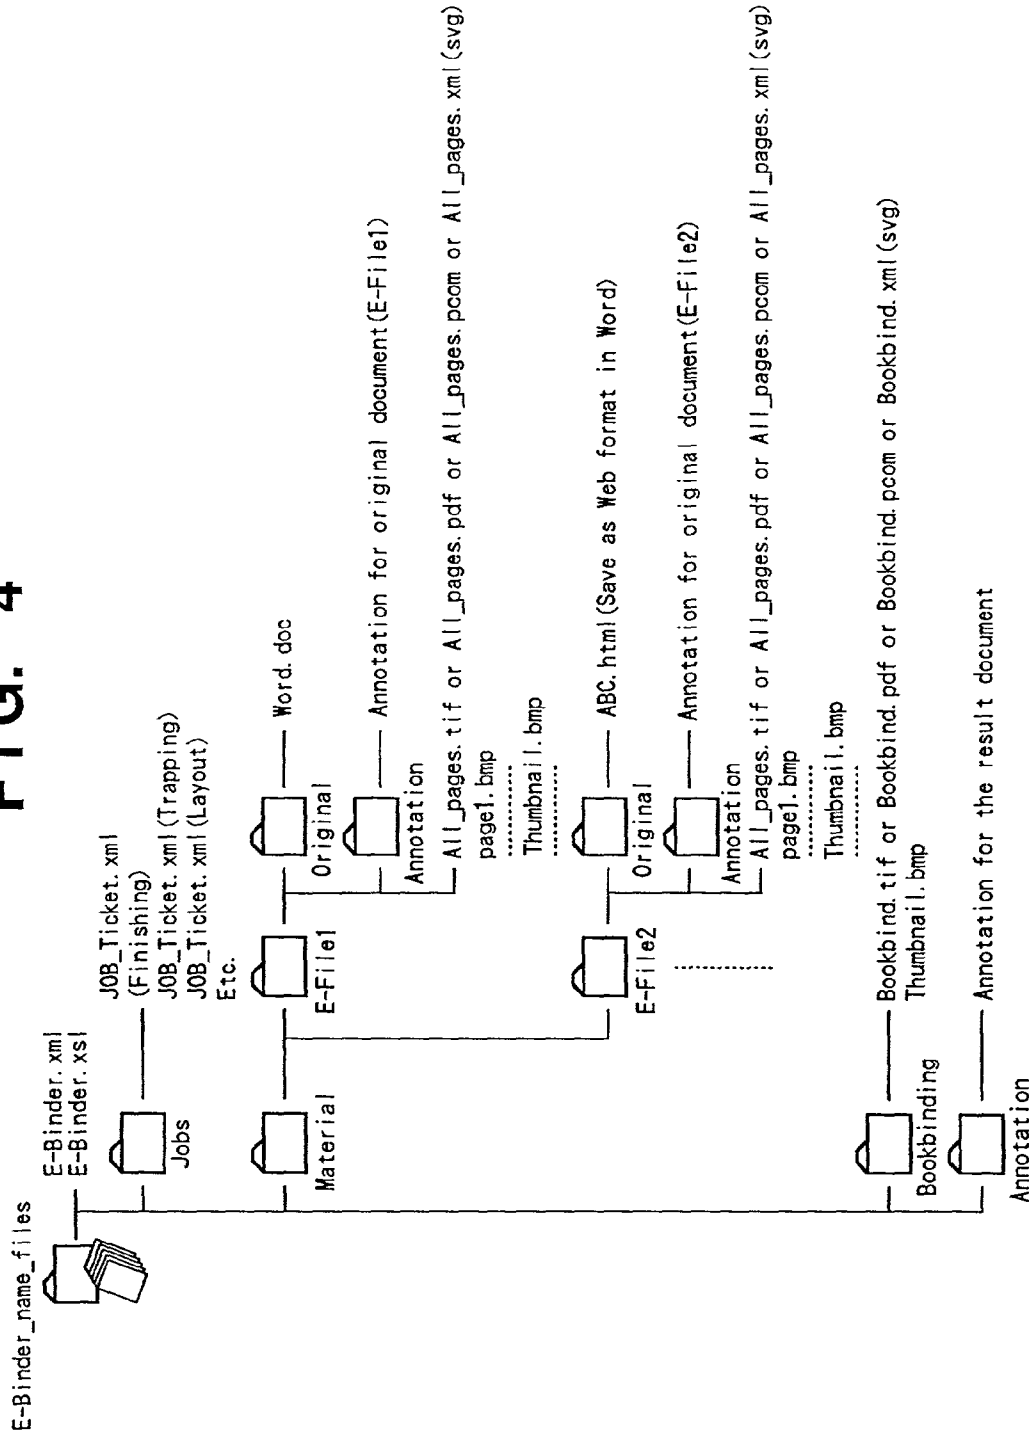 FIG. 4
E-Binder_name_files
E-Binder.xml
E-Binder.xsl
Jobs
JOB_Ticket.xml
(Finishing)
JOB_Ticket.xml(Trapping)
JOB_Ticket.xml(Layout)
Etc.
Material
E-File1
Original
Word.doc
Annotation
Annotation for original document(E-File1)
All_pages.tif or All_pages.pdf or All_pages.pcom or All_pages.xml(svg)
page1.bmp
Thumbnail.bmp
E-File2
Original
ABC.html(Save as Web format in Word)
Annotation
Annotation for original document(E-File2)
All_pages.tif or All_pages.pdf or All_pages.pcom or All_pages.xml(svg)
page1.bmp
Thumbnail.bmp
Bookbinding
Bookbind.tif or Bookbind.pdf or Bookbind.pcom or Bookbind.xml(svg)
Thumbnail.bmp
Annotation
Annotation for the result document